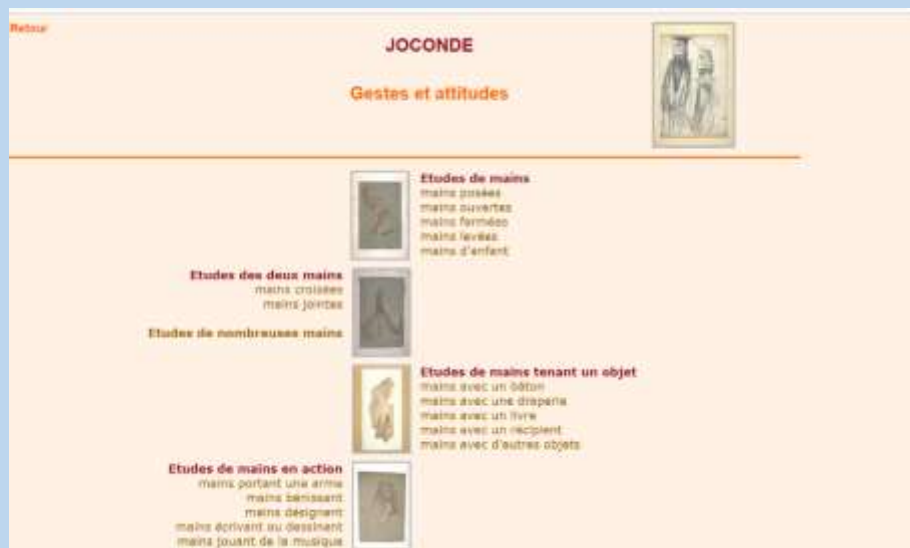 Retour
JOCONDE
Gestes et attitudes
Etudes de mains
mains posées
mains ouvertes
mains fermées
mains levées
mains d'enfant
Etudes des deux mains
mains croisées
mains jointes
Etudes de nombreuses mains
Etudes de mains tenant un objet
mains avec un bâton
mains avec une draperie
mains avec un livre
mains avec un récipient
mains avec d'autres objets
Etudes de mains en action
mains portant une arme
mains bénissant
mains désignent
mains écrivant ou dessinent
mains jouant de la musique